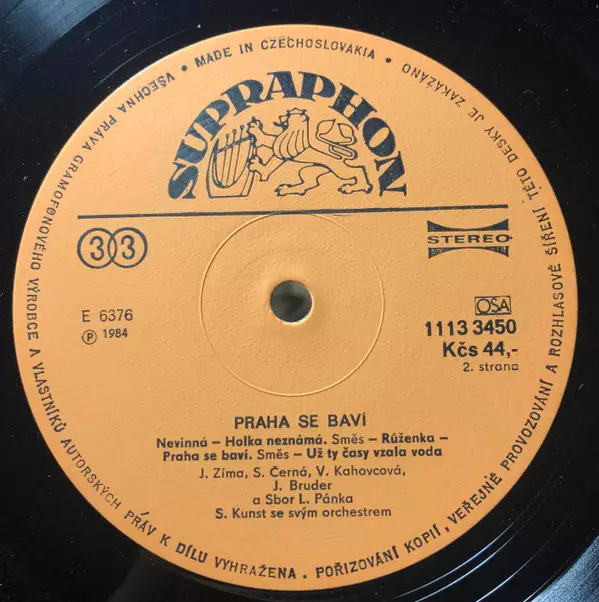 VŠECHNA PRÁVA GRAMOFONOVÉHO VÝROBCE A VLASTNÍKŮ AUTORSKÝCH PRÁV K DÍLU VYHRAŽENA. POŘIZOVÁNÍ KOPIÍ, VEŘEJNÉ PROVOZOVÁNÍ A ROZHLASOVÉ ŠÍŘENÍ TÉTO DESKY JE ZAKÁZÁNO
• MADE IN CZECHOSLOVAKIA •
SUPRAPHON
33
STEREO
E 6376
Ⓟ 1984
OSA
1113 3450
Kčs 44,-
2. strana
PRAHA SE BAVÍ
Nevinná – Holka neznámá. Směs – Růženka –
Praha se baví. Směs – Už ty časy vzala voda
J. Zíma, S. Černá, V. Kahovcová,
J. Bruder
a Sbor L. Pánka
S. Kunst se svým orchestrem